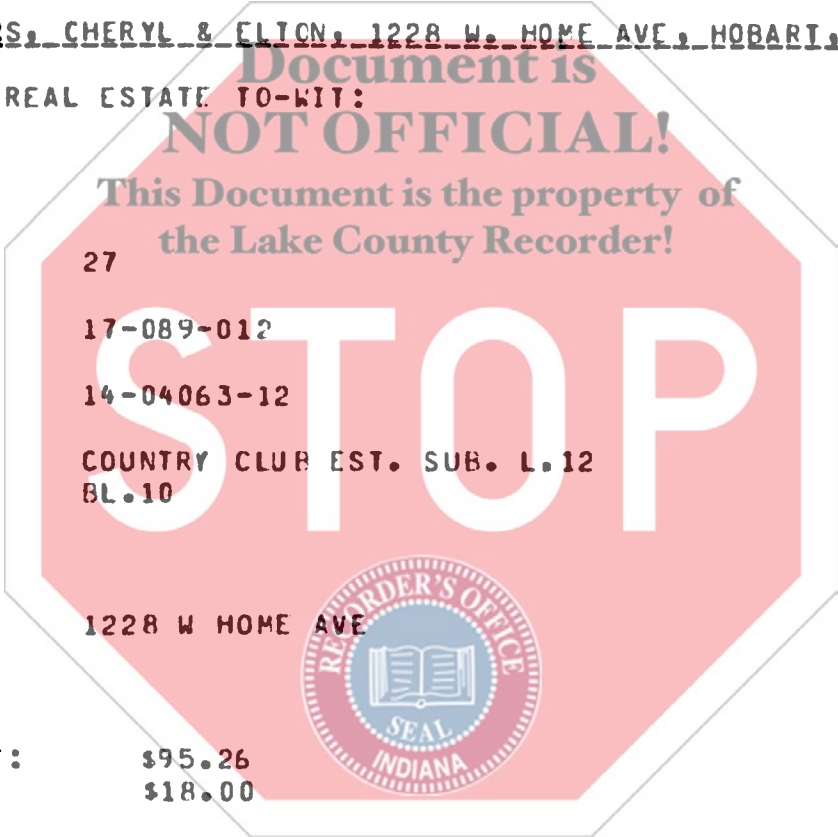 RS, CHERYL & ELTON, 1228 W. HOME AVE, HOBART,
Document is
REAL ESTATE TO-WIT:
NOT OFFICIAL!
This Document is the property of
the Lake County Recorder!
27
17-089-012
STOP
14-04063-12
COUNTRY CLUB EST. SUB. L.12
BL.10
RECORDER'S OFFICE
1228 W HOME AVE
SEAL
INDIANA
: $95.26
$18.00